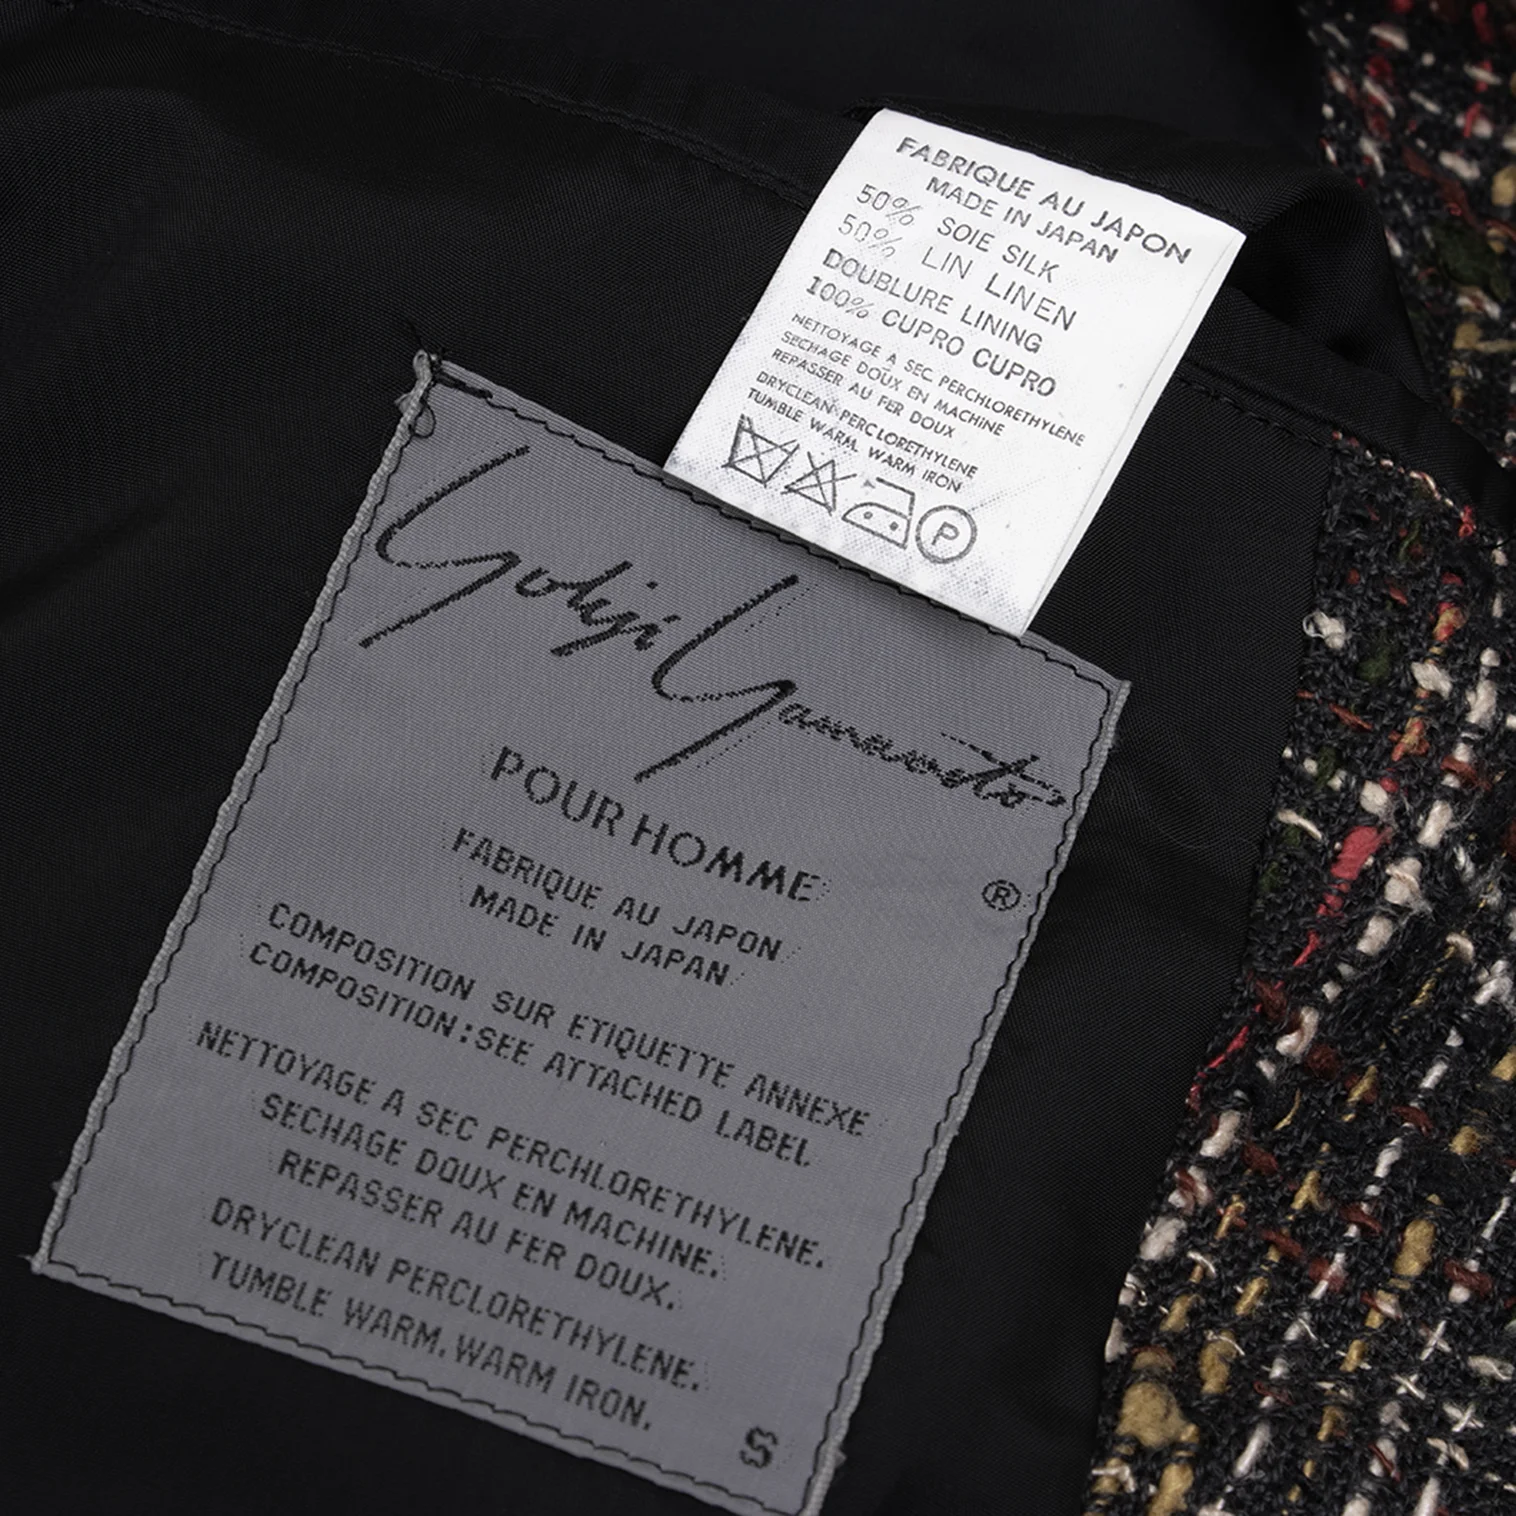 FABRIQUE AU JAPON
MADE IN JAPAN
50% SOIE SILK
50% LIN LINEN
DOUBLURE LINING
100% CUPRO CUPRO
NETTOYAGE A SEC PERCHLORETHYLENE
SECHAGE DOUX EN MACHINE
REPASSER AU FER DOUX
DRYCLEAN PERCLORETHYLENE
TUMBLE WARM. WARM IRON
P
Yohji Yamamoto
POUR HOMME
®
FABRIQUE AU JAPON
MADE IN JAPAN
COMPOSITION SUR ETIQUETTE ANNEXE
COMPOSITION:SEE ATTACHED LABEL
NETTOYAGE A SEC PERCHLORETHYLENE.
SECHAGE DOUX EN MACHINE.
REPASSER AU FER DOUX.
DRYCLEAN PERCLORETHYLENE.
TUMBLE WARM. WARM IRON.
S